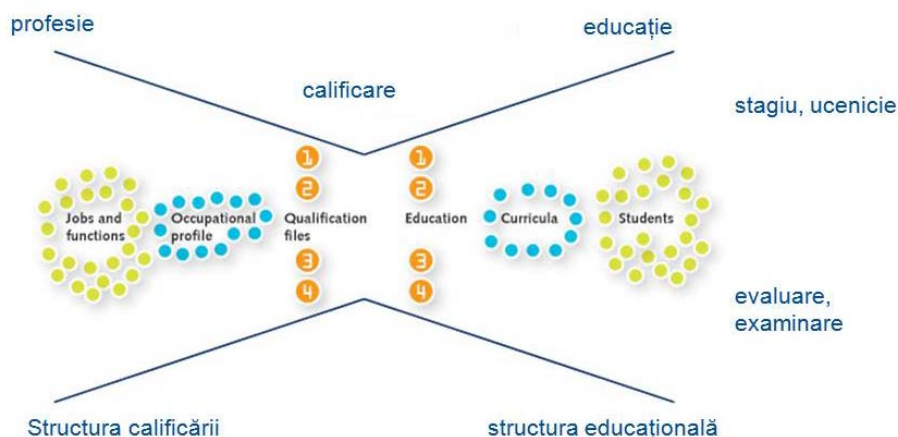 profesie
educație
calificare
stagiu, ucenicie
1
1
2
2
Jobs and
functions
Occupational
profile
Qualification
files
Education
Curricula
Students
3
3
4
4
evaluare,
examinare
Structura calificării
structura educațională